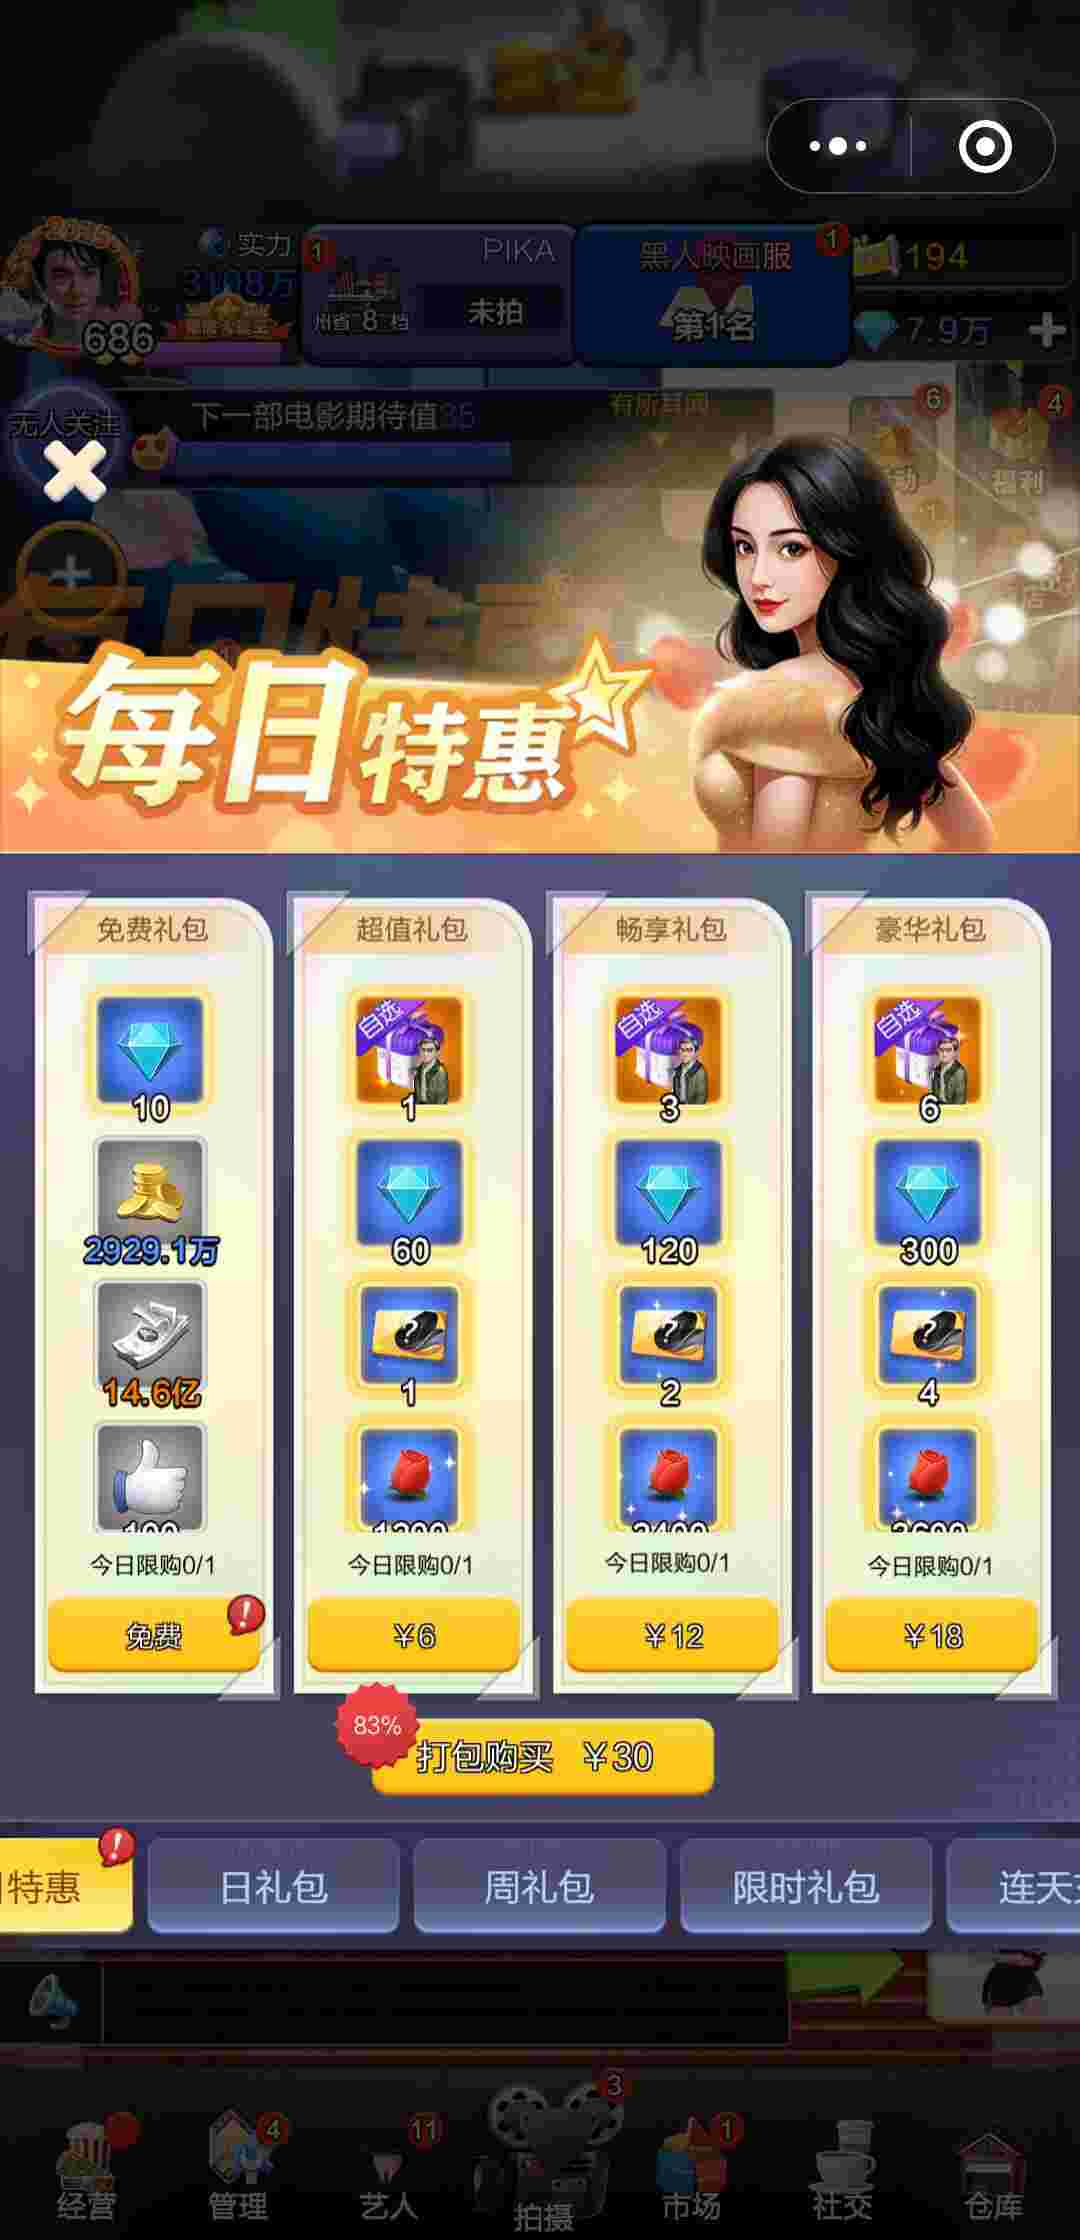 实力
3108万
686
1
PIKA
州省 8 档
未拍
黑人映画服
第1名
1
194
7.9万
无人关注
下一部电影期待值35
有所耳闻
6
4
福利
每日特惠
免费礼包
超值礼包
畅享礼包
豪华礼包
自选
自选
自选
10
1
3
6
2929.1万
60
120
300
14.6亿
?
?
?
1
2
4
100
1200
2400
3600
今日限购0/1
今日限购0/1
今日限购0/1
今日限购0/1
免费
!
¥6
¥12
¥18
83%
打包购买 ¥30
特惠
!
日礼包
周礼包
限时礼包
连天
经营
管理
4
艺人
11
拍摄
3
市场
1
社交
仓库